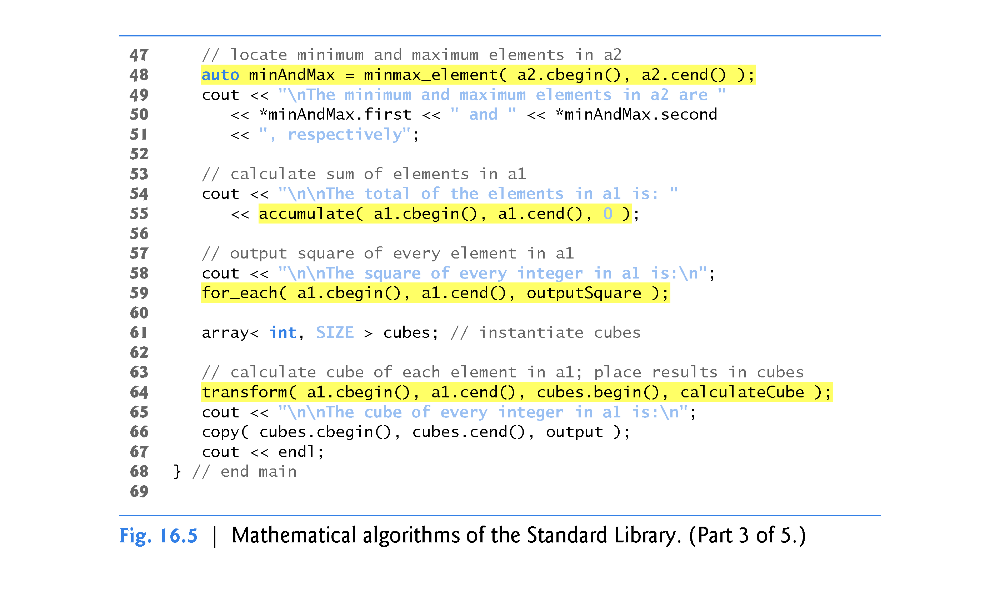 47 // locate minimum and maximum elements in a2
48 auto minAndMax = minmax_element( a2.cbegin(), a2.cend() );
49 cout << "\nThe minimum and maximum elements in a2 are "
50 << *minAndMax.first << " and " << *minAndMax.second
51 << ", respectively";
52
53 // calculate sum of elements in a1
54 cout << "\n\nThe total of the elements in a1 is: "
55 << accumulate( a1.cbegin(), a1.cend(), 0 );
56
57 // output square of every element in a1
58 cout << "\n\nThe square of every integer in a1 is:\n";
59 for_each( a1.cbegin(), a1.cend(), outputSquare );
60
61 array< int, SIZE > cubes; // instantiate cubes
62
63 // calculate cube of each element in a1; place results in cubes
64 transform( a1.cbegin(), a1.cend(), cubes.begin(), calculateCube );
65 cout << "\n\nThe cube of every integer in a1 is:\n";
66 copy( cubes.cbegin(), cubes.cend(), output );
67 cout << endl;
68 } // end main
69
Fig. 16.5 | Mathematical algorithms of the Standard Library. (Part 3 of 5.)